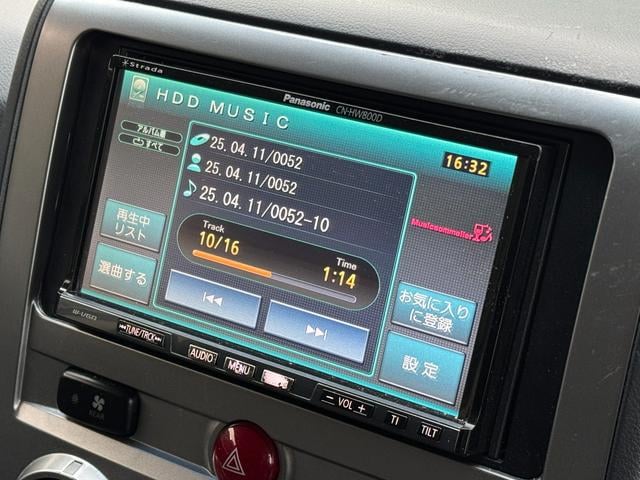 Strada
Panasonic CN-HW800D
HDD MUSIC
16:32
アルバム順
すべて
25.04.11/0052
25.04.11/0052
25.04.11/0052-10
Musicsommelier
Track
10/16
Time
1:14
再生中
リスト
選曲する
お気に入り
に登録
設定
TUNE/TRCK
AUDIO
MENU
− VOL +
TI
TILT
REAR